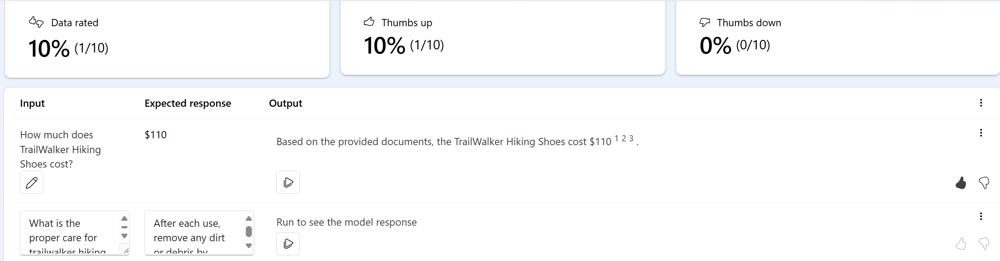 Data rated
10% (1/10)
Thumbs up
10% (1/10)
Thumbs down
0% (0/10)
Input
Expected response
Output
How much does
TrailWalker Hiking
Shoes cost?
$110
Based on the provided documents, the TrailWalker Hiking Shoes cost $110 1 2 3 .
What is the
proper care for
trailwalker hiking
After each use,
remove any dirt
or debris by
Run to see the model response